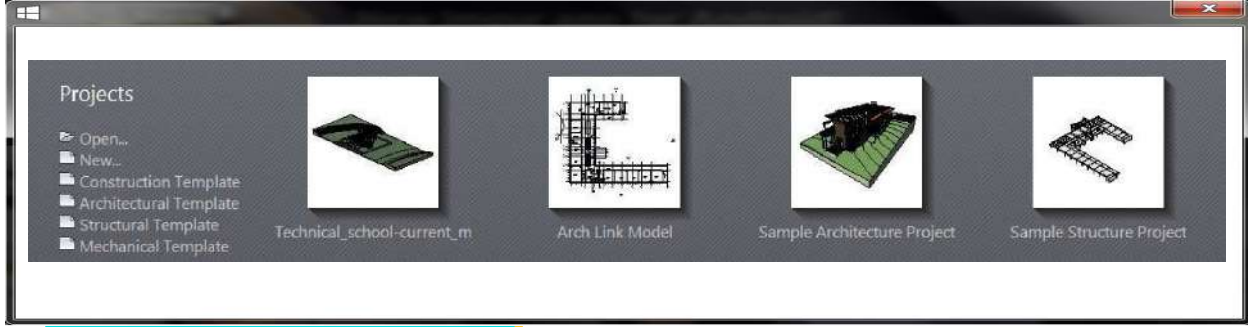 Projects
Open...
New...
Construction Template
Architectural Template
Structural Template
Mechanical Template
Technical_school-current_m
Arch Link Model
Sample Architecture Project
Sample Structure Project